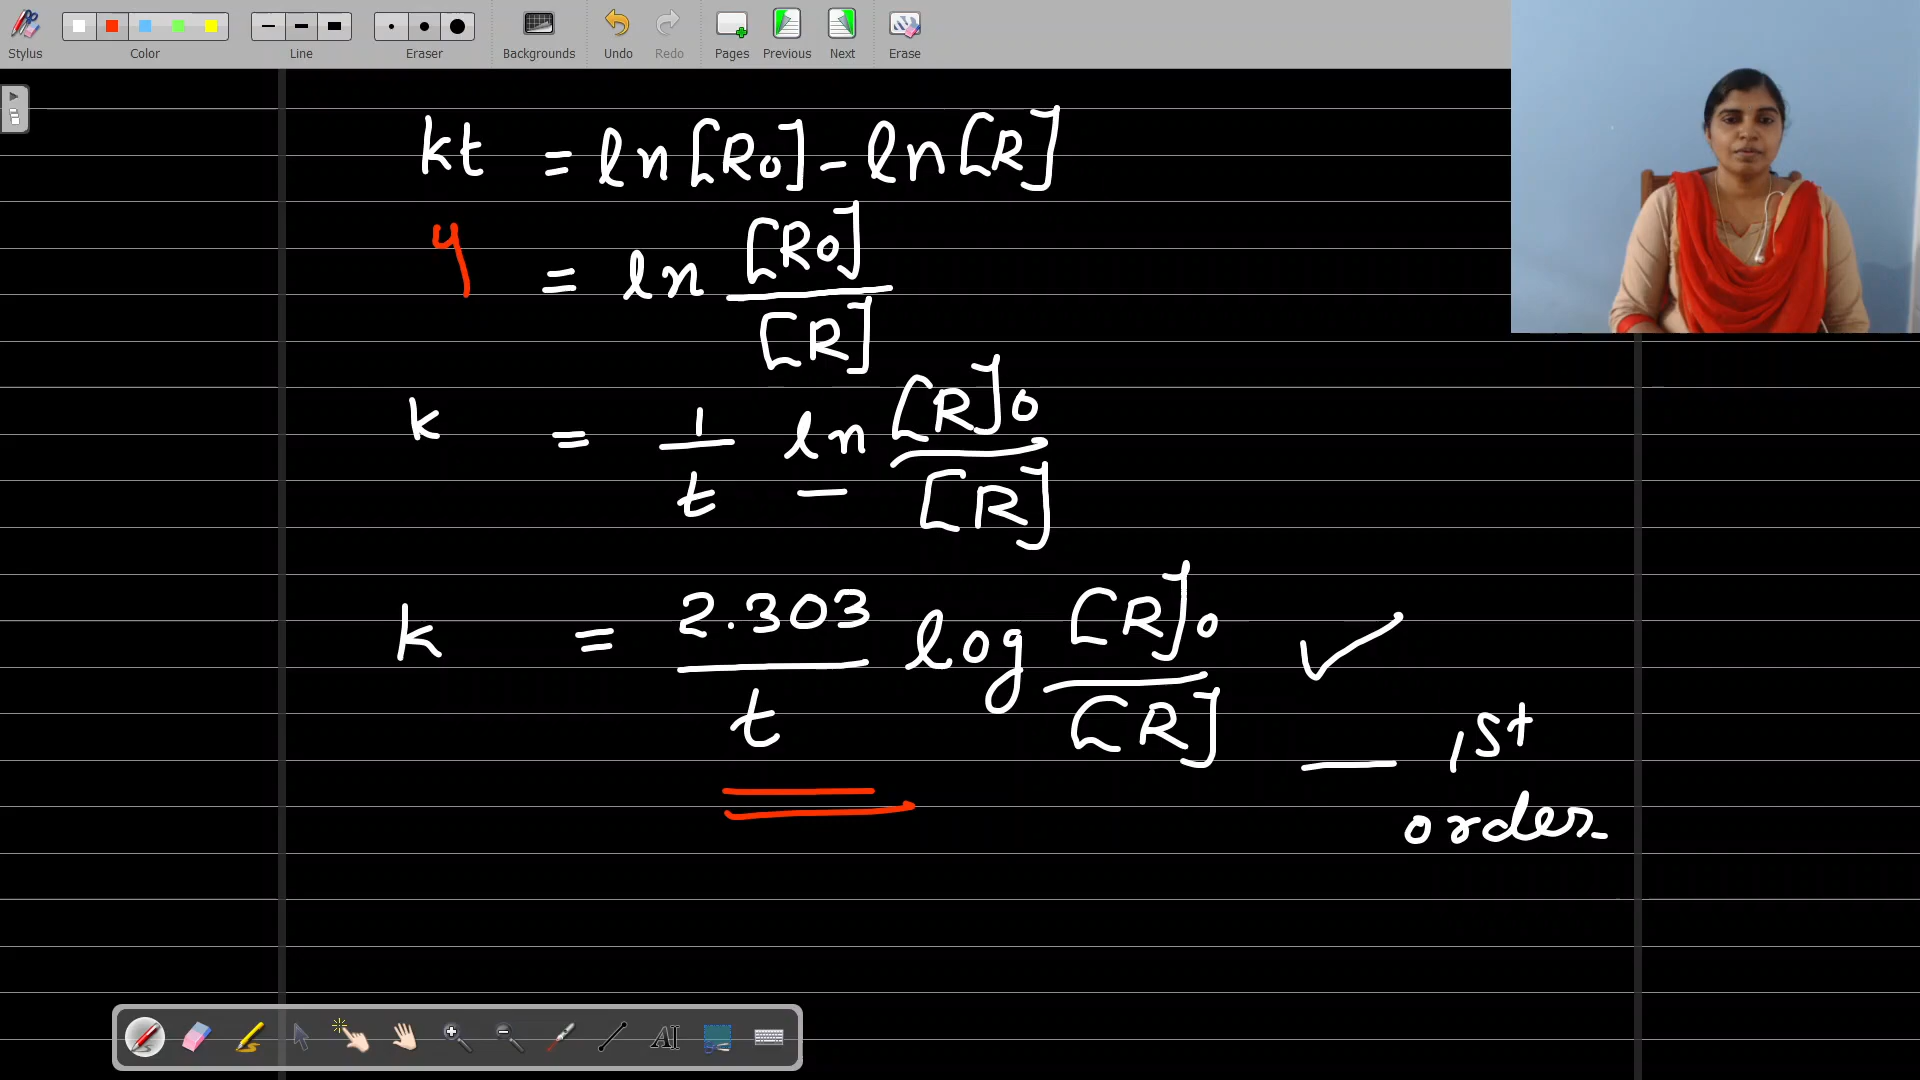 Stylus Color Line Eraser Backgrounds Undo Redo Pages Previous Next Erase
kt = ln [R0] - ln [R]
y = ln [R0] / [R]
k = 1/t ln [R]0 / [R]
k = 2.303/t log [R]0 / [R] ✓
— 1st
order
AI